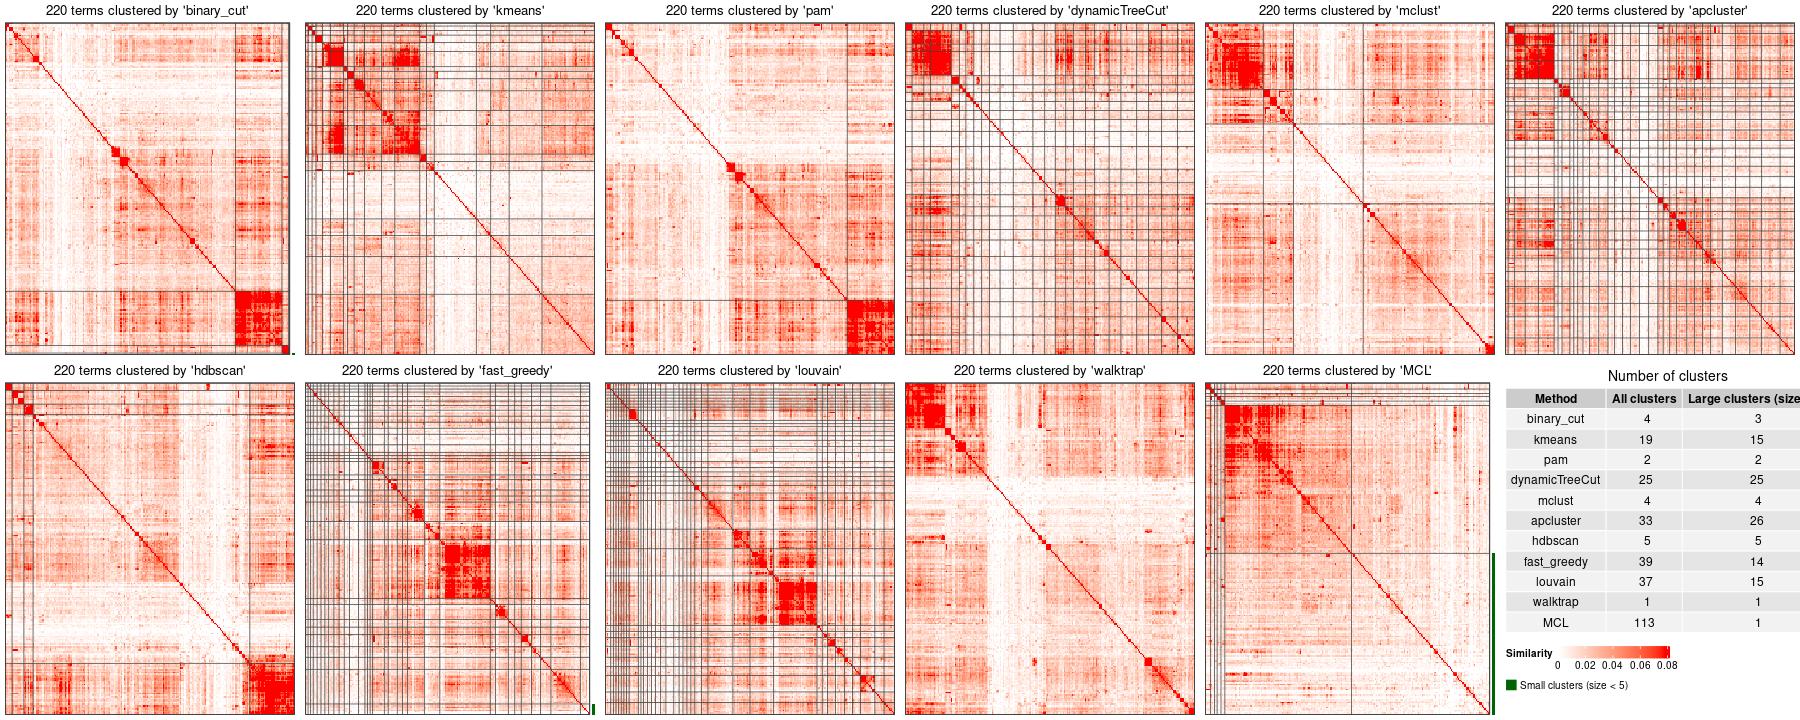 220 terms clustered by 'binary_cut'
220 terms clustered by 'kmeans'
220 terms clustered by 'pam'
220 terms clustered by 'dynamicTreeCut'
220 terms clustered by 'mclust'
220 terms clustered by 'apcluster'
220 terms clustered by 'hdbscan'
220 terms clustered by 'fast_greedy'
220 terms clustered by 'louvain'
220 terms clustered by 'walktrap'
220 terms clustered by 'MCL'
Number of clusters
Method All clusters Large clusters (size
binary_cut 4 3
kmeans 19 15
pam 2 2
dynamicTreeCut 25 25
mclust 4 4
apcluster 33 26
hdbscan 5 5
fast_greedy 39 14
louvain 37 15
walktrap 1 1
MCL 113 1
Similarity
0 0.02 0.04 0.06 0.08
Small clusters (size < 5)